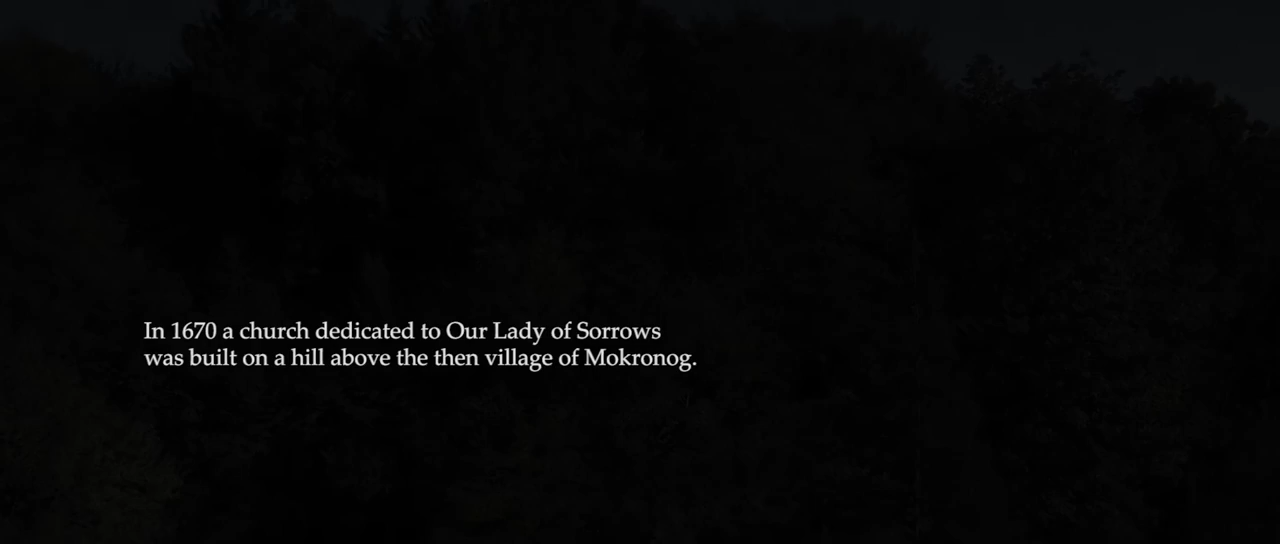 In 1670 a church dedicated to Our Lady of Sorrows
was built on a hill above the then village of Mokronog.